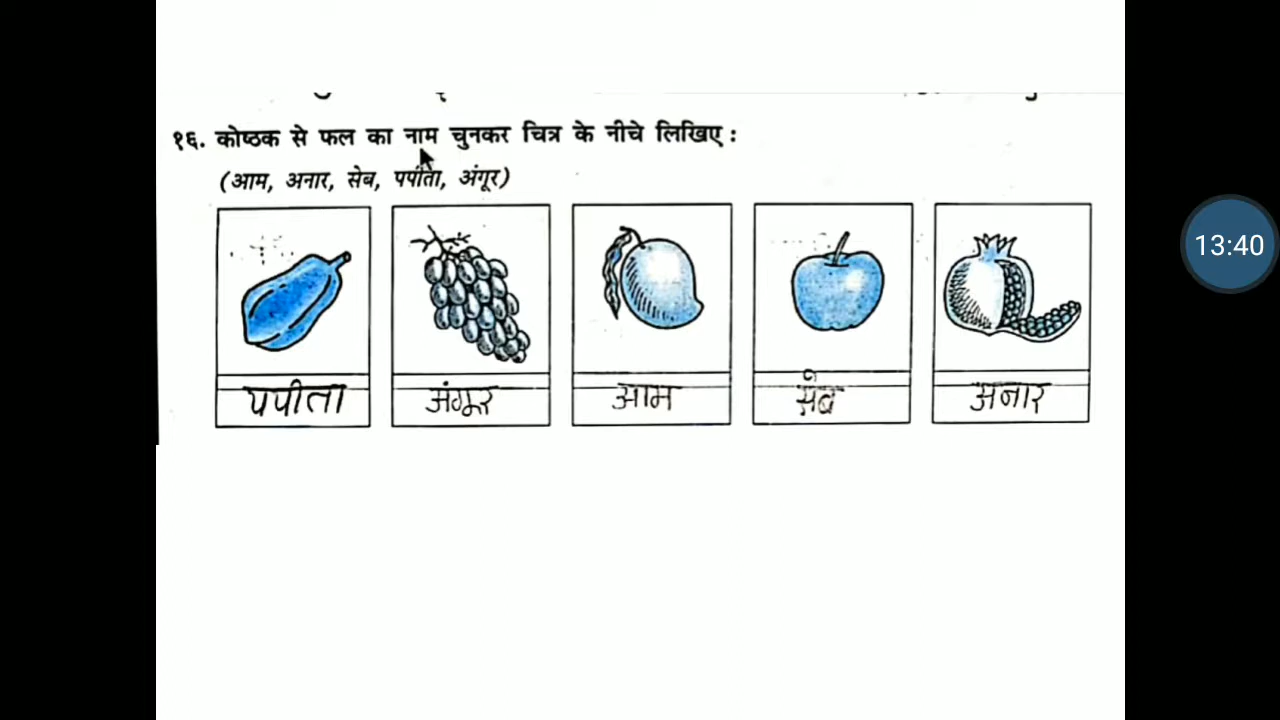 १६. कोष्ठक से फल का नाम चुनकर चित्र के नीचे लिखिए :
(आम, अनार, सेब, पपीता, अंगूर)
पपीता अंगूर आम सेब अनार
13:40